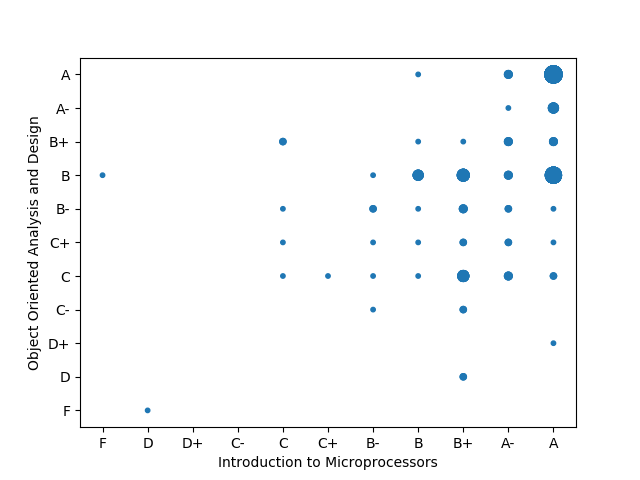 Object Oriented Analysis and Design
A
A-
B+
B
B-
C+
C
C-
D+
D
F
F D D+ C- C C+ B- B B+ A- A
Introduction to Microprocessors